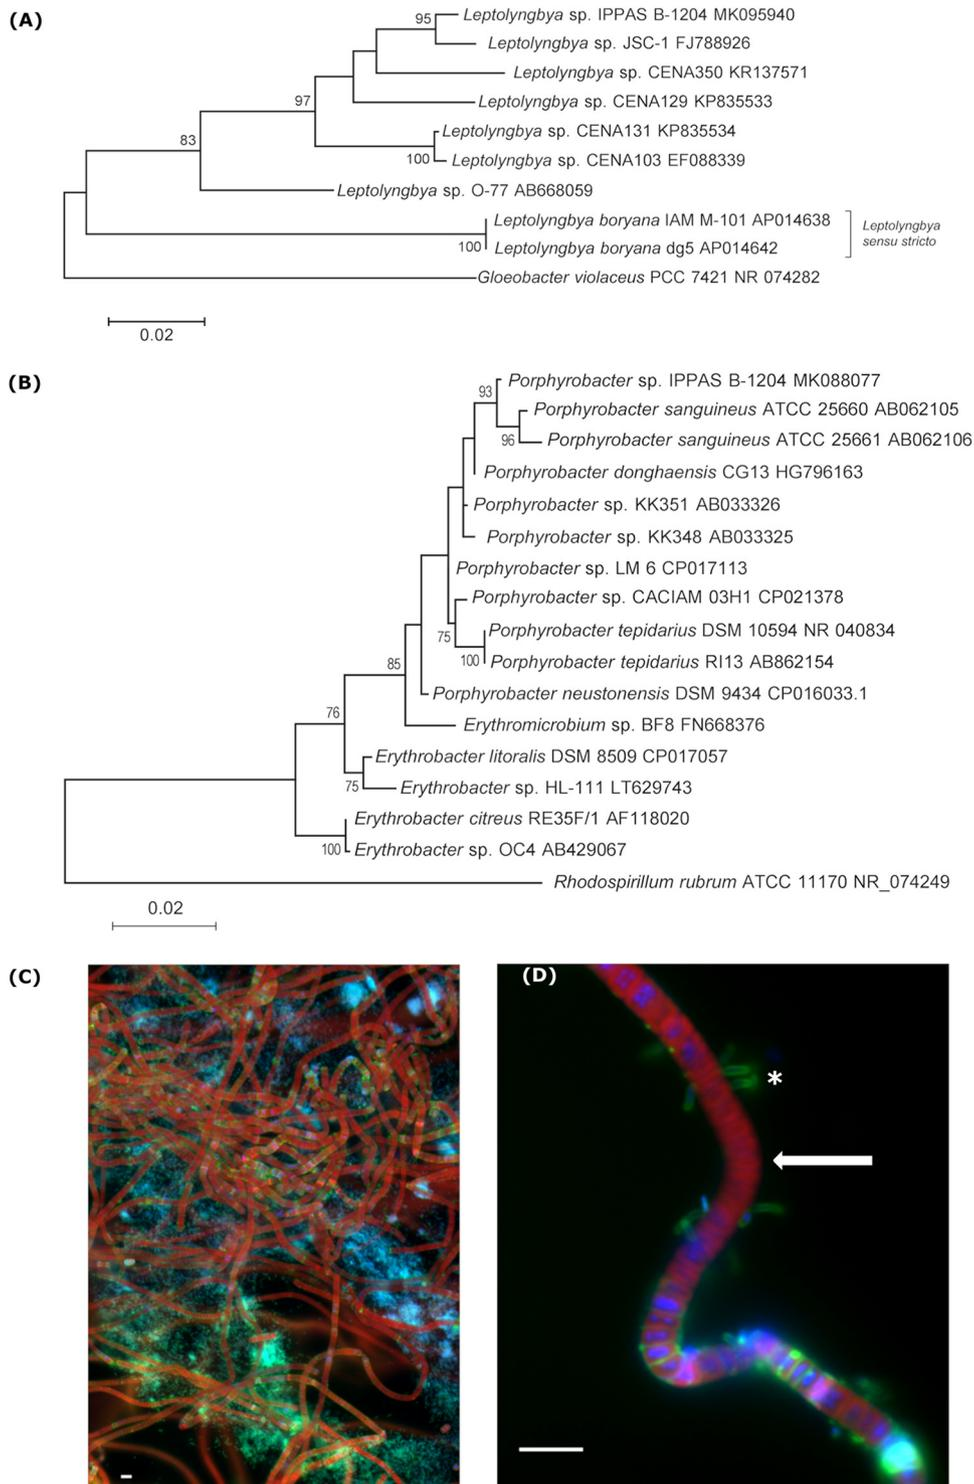 (A)
95
Leptolyngbya sp. IPPAS B-1204 MK095940
Leptolyngbya sp. JSC-1 FJ788926
Leptolyngbya sp. CENA350 KR137571
97
Leptolyngbya sp. CENA129 KP835533
Leptolyngbya sp. CENA131 KP835534
83
100
Leptolyngbya sp. CENA103 EF088339
Leptolyngbya sp. O-77 AB668059
Leptolyngbya boryana IAM M-101 AP014638
Leptolyngbya
sensu stricto
100
Leptolyngbya boryana dg5 AP014642
Gloeobacter violaceus PCC 7421 NR 074282
0.02
(B)
Porphyrobacter sp. IPPAS B-1204 MK088077
93
Porphyrobacter sanguineus ATCC 25660 AB062105
96
Porphyrobacter sanguineus ATCC 25661 AB062106
Porphyrobacter donghaensis CG13 HG796163
Porphyrobacter sp. KK351 AB033326
Porphyrobacter sp. KK348 AB033325
Porphyrobacter sp. LM 6 CP017113
Porphyrobacter sp. CACIAM 03H1 CP021378
75
Porphyrobacter tepidarius DSM 10594 NR 040834
100
Porphyrobacter tepidarius RI13 AB862154
85
Porphyrobacter neustonensis DSM 9434 CP016033.1
76
Erythromicrobium sp. BF8 FN668376
Erythrobacter litoralis DSM 8509 CP017057
75
Erythrobacter sp. HL-111 LT629743
Erythrobacter citreus RE35F/1 AF118020
100
Erythrobacter sp. OC4 AB429067
Rhodospirillum rubrum ATCC 11170 NR_074249
0.02
(C)
(D)
*